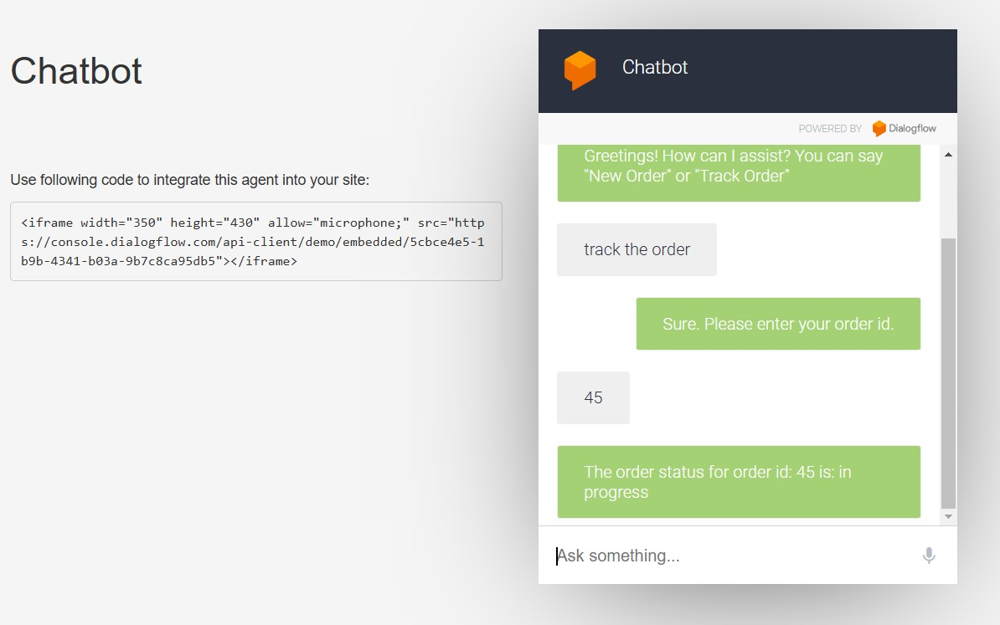 Chatbot
Use following code to integrate this agent into your site:
<iframe width="350" height="430" allow="microphone;" src="http
s://console.dialogflow.com/api-client/demo/embedded/5cbce4e5-1
b9b-4341-b03a-9b7c8ca95db5"></iframe>
Chatbot
POWERED BY Dialogflow
Greetings! How can I assist? You can say
"New Order" or "Track Order"
track the order
Sure. Please enter your order id.
45
The order status for order id: 45 is: in
progress
Ask something...